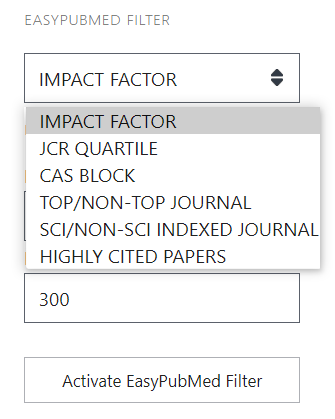 EASYPUBMED FILTER
IMPACT FACTOR
IMPACT FACTOR
JCR QUARTILE
CAS BLOCK
TOP/NON-TOP JOURNAL
SCI/NON-SCI INDEXED JOURNAL
HIGHLY CITED PAPERS
300
Activate EasyPubMed Filter